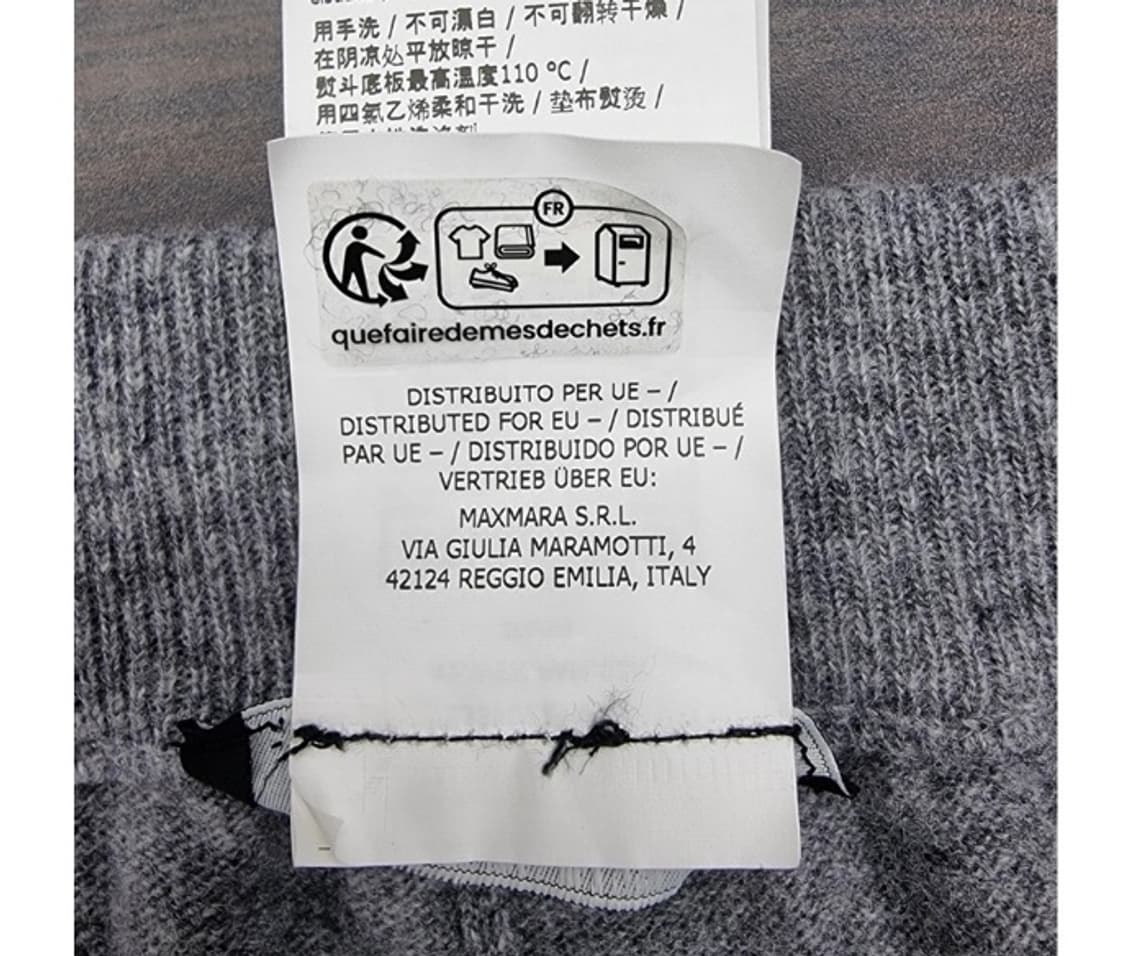 用手洗 / 不可漂白 / 不可翻转干燥 /
在阴凉处平放晾干 /
熨斗底板最高温度110 °C /
用四氯乙烯柔和干洗 / 垫布熨烫 /
FR
quefairedemesdechets.fr
DISTRIBUITO PER UE – /
DISTRIBUTED FOR EU – / DISTRIBUÉ
PAR UE – / DISTRIBUIDO POR UE – /
VERTRIEB ÜBER EU:
MAXMARA S.R.L.
VIA GIULIA MARAMOTTI, 4
42124 REGGIO EMILIA, ITALY